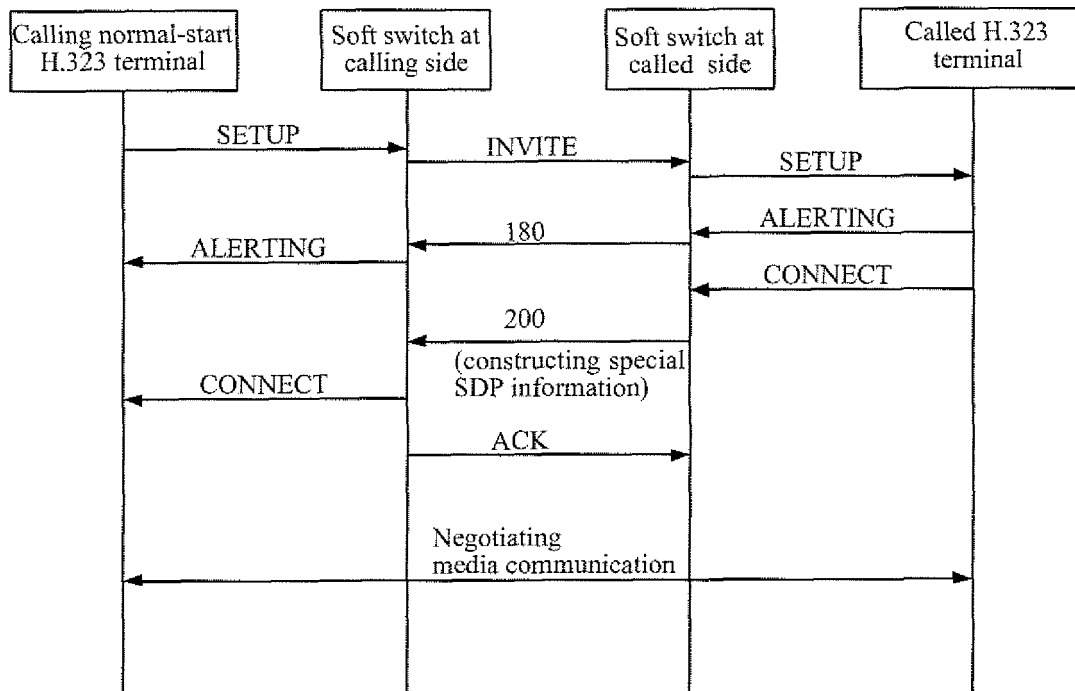 Calling normal-start
H.323 terminal
Soft switch at
calling side
Soft switch at
called side
Called H.323
terminal
SETUP
INVITE
SETUP
ALERTING
180
ALERTING
CONNECT
200
(constructing special
SDP information)
CONNECT
ACK
Negotiating
media communication